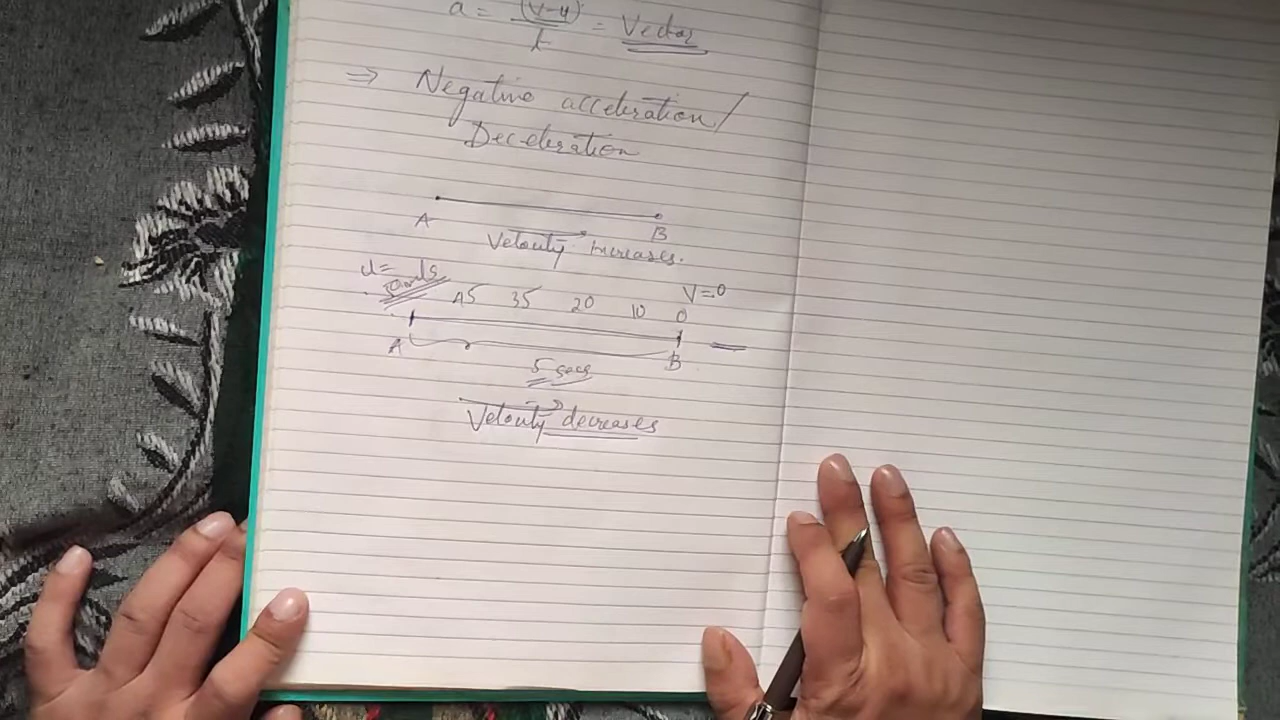 a = (v-u) / t = Vector
⇒ Negative acceleration/
Deceleration
A B
Velocity increases.
u=
45 35 20 10 0 V=0
A B
5 secs
Velocity decreases